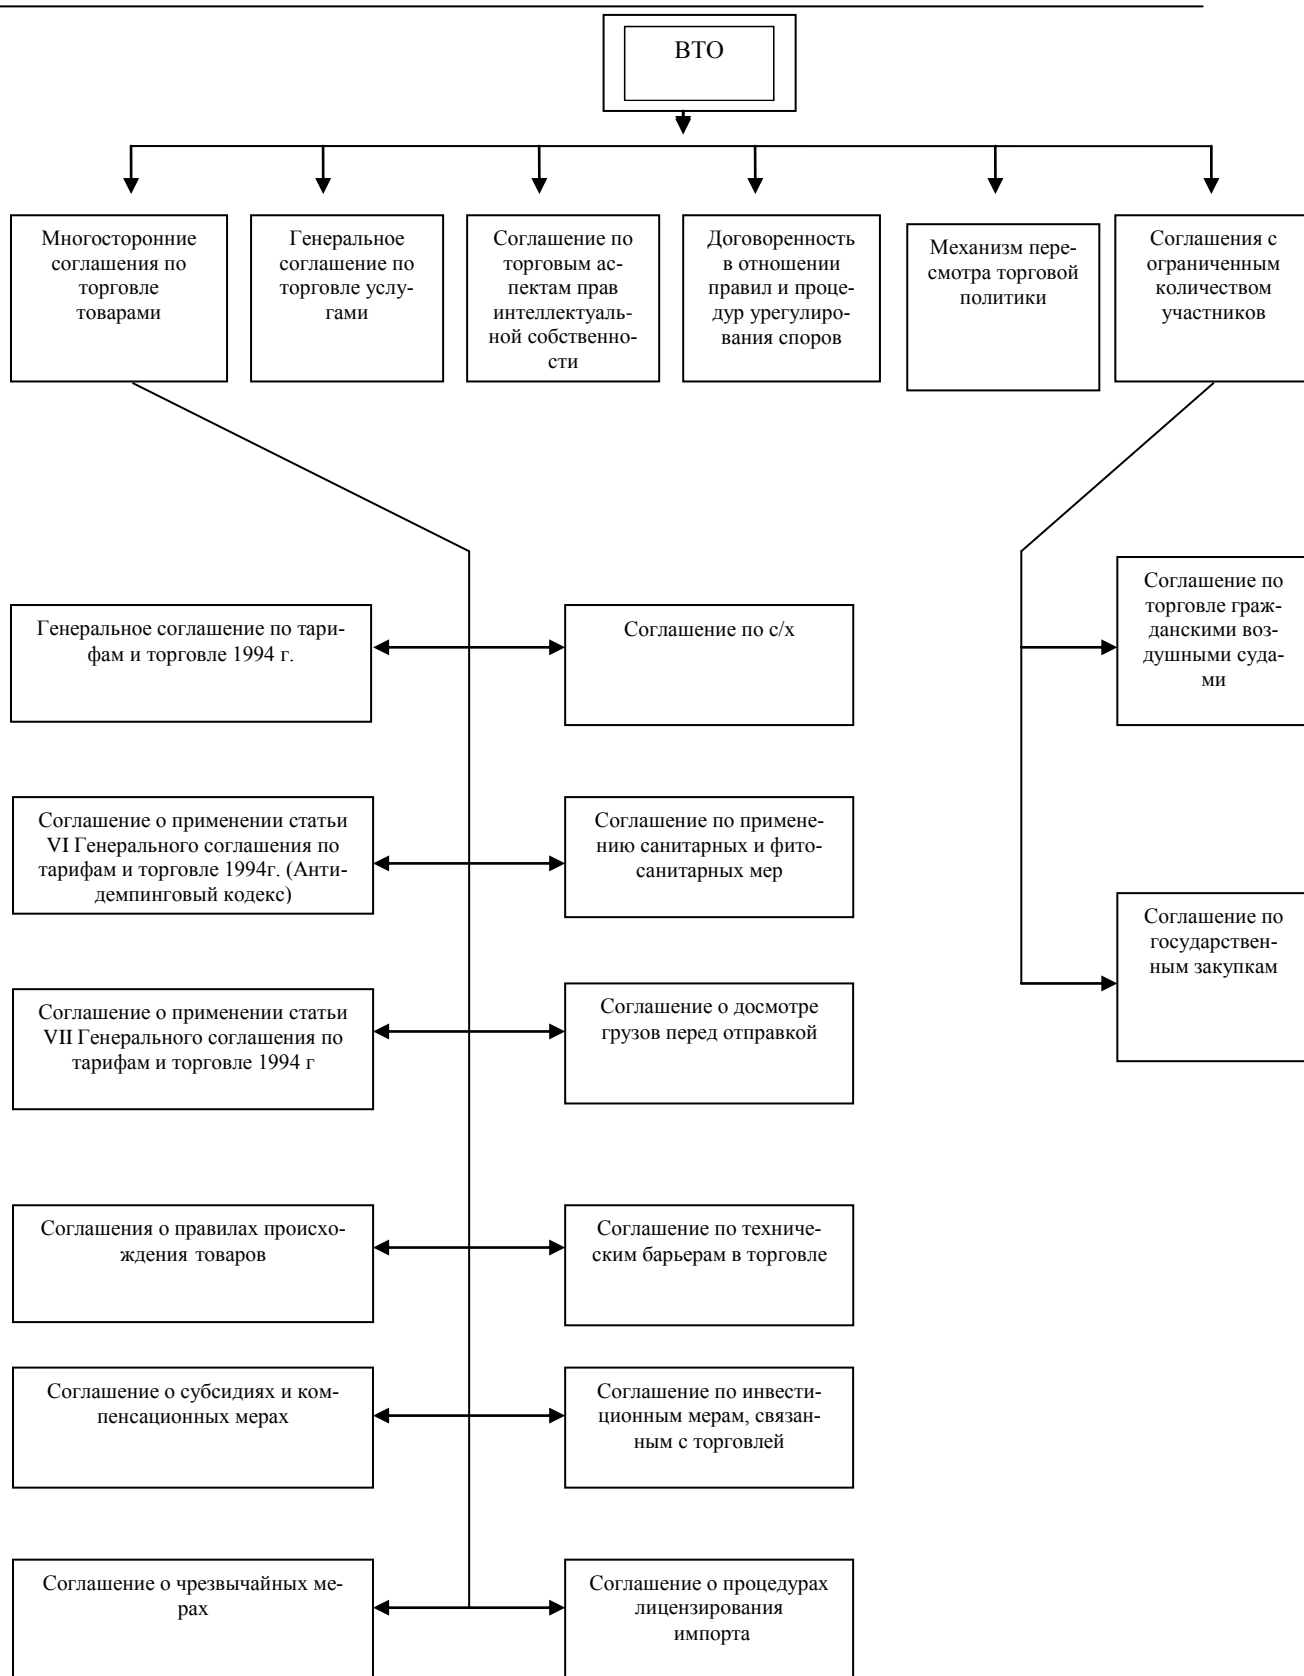 ВТО
Многосторонние
соглашения по
торговле
товарами
Генеральное
соглашение по
торговле услу-
гами
Соглашение по
торговым ас-
пектам прав
интеллектуаль-
ной собственно-
сти
Договоренность
в отношении
правил и проце-
дур урегулиро-
вания споров
Механизм пере-
смотра торговой
политики
Соглашения с
ограниченным
количеством
участников
Генеральное соглашение по тари-
фам и торговле 1994 г.
Соглашение по с/х
Соглашение по
торговле граж-
данскими воз-
душными суда-
ми
Соглашение о применении статьи
VI Генерального соглашения по
тарифам и торговле 1994г. (Анти-
демпинговый кодекс)
Соглашение по примене-
нию санитарных и фито-
санитарных мер
Соглашение по
государствен-
ным закупкам
Соглашение о применении статьи
VII Генерального соглашения по
тарифам и торговле 1994 г
Соглашение о досмотре
грузов перед отправкой
Соглашения о правилах происхо-
ждения товаров
Соглашение по техниче-
ским барьерам в торговле
Соглашение о субсидиях и ком-
пенсационных мерах
Соглашение по инвести-
ционным мерам, связан-
ным с торговлей
Соглашение о чрезвычайных ме-
рах
Соглашение о процедурах
лицензирования
импорта